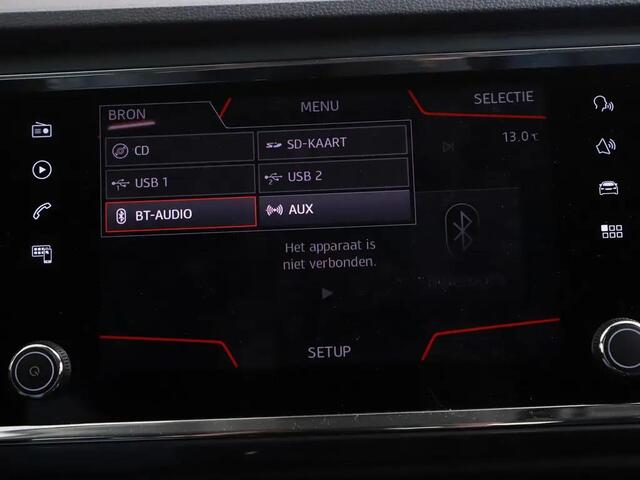 BRON
MENU
SELECTIE
CD
SD-KAART
13.0 °C
USB 1
USB 2
BT-AUDIO
AUX
Het apparaat is
niet verbonden.
SETUP